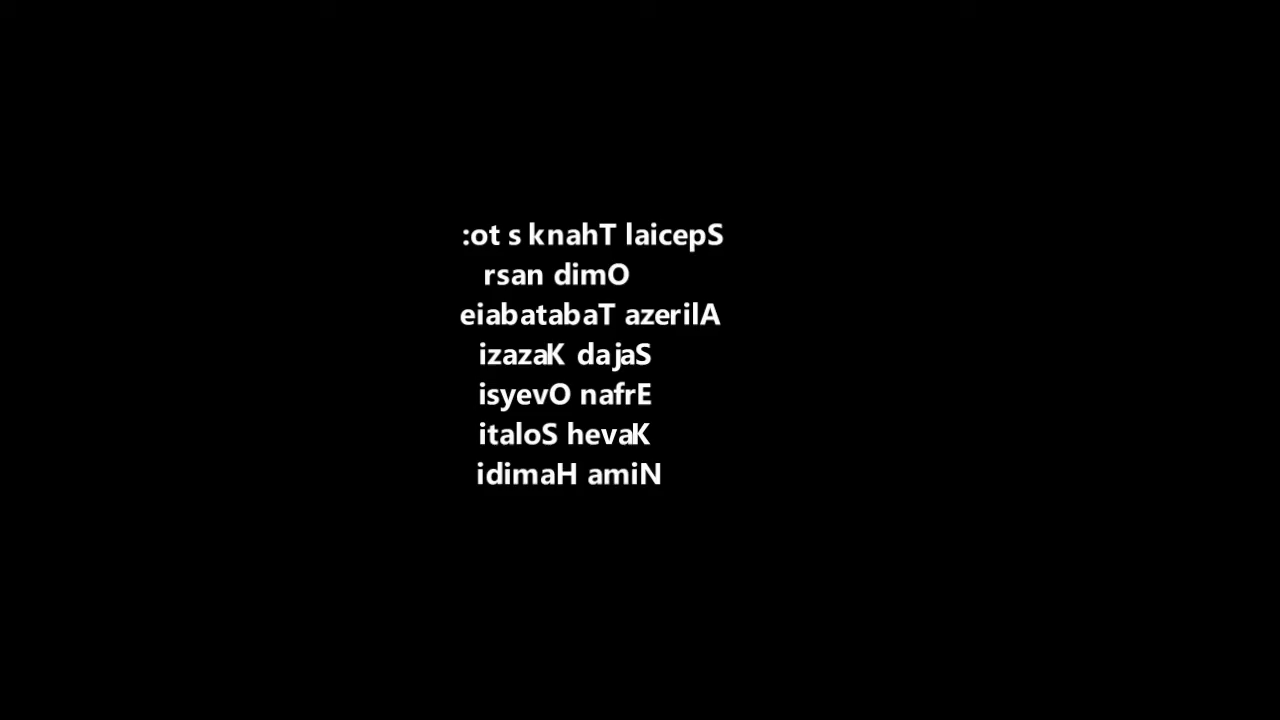 :ot s knahT laicepS
rsan dimO
eiabatabaT azerilA
izazaK dajaS
isyevO nafrE
italoS hevaK
idimaH amiN